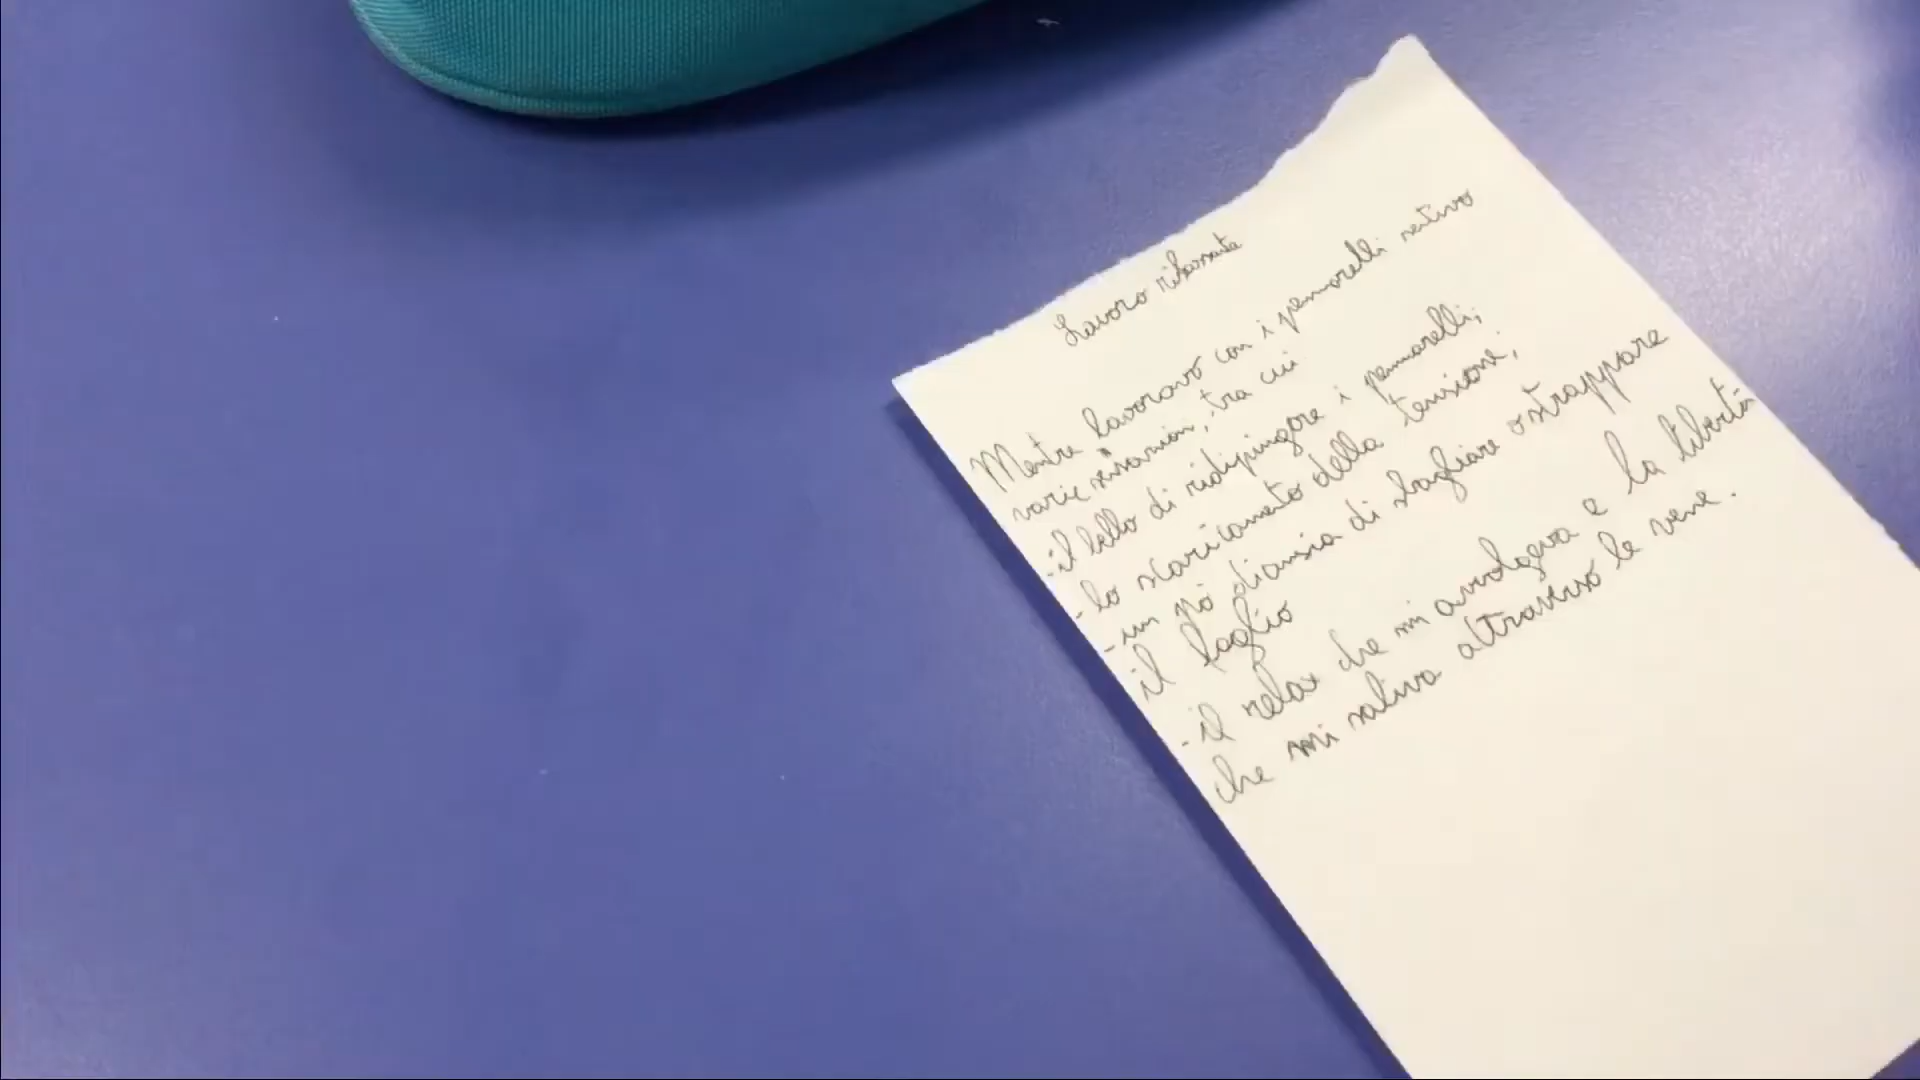 Lavoro
Mentre lavoravo con i pennarelli sentivo
varie sensazioni, tra cui
-il bello di ridipingere i pennarelli;
-lo scaricamento della tensione;
-un pò di ansia di sbagliare o strappare
il foglio
-il relax che mi avvolgeva e la libertà
che mi saliva attraverso le vene.